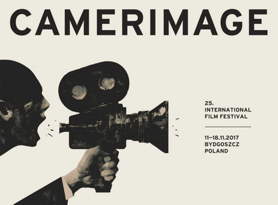 CAMERIMAGE
25.
INTERNATIONAL
FILM FESTIVAL
11–18.11.2017
BYDGOSZCZ
POLAND